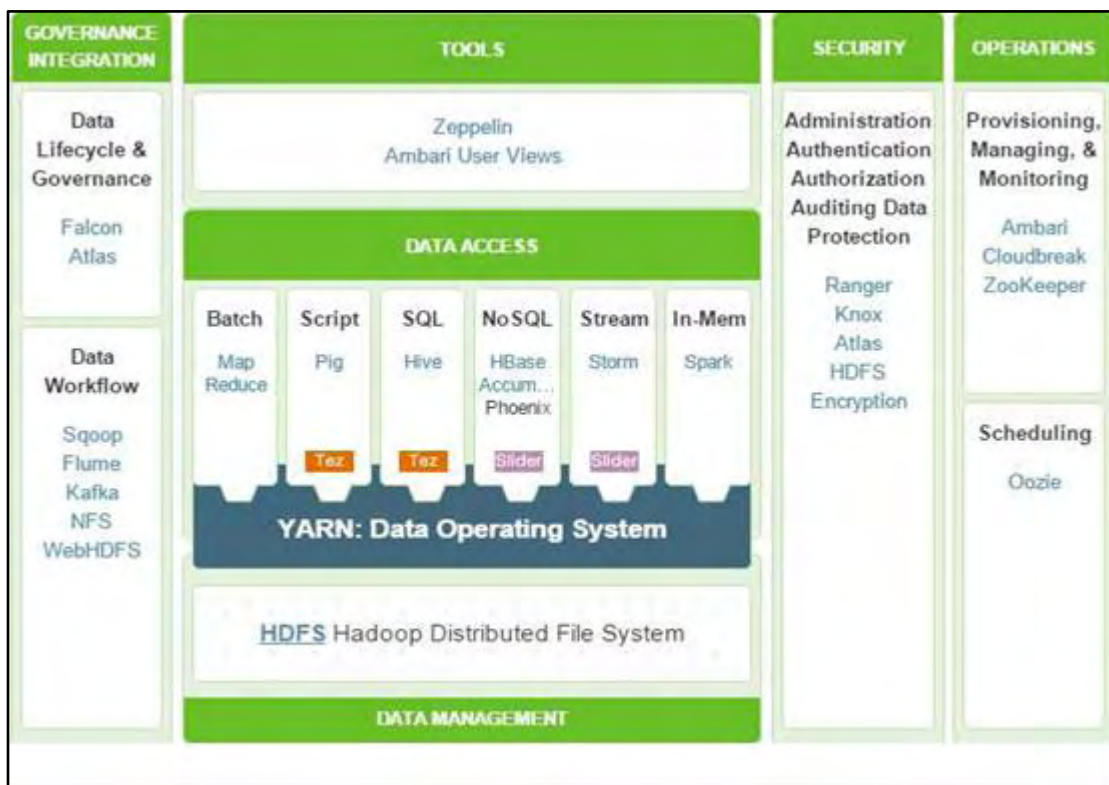 GOVERNANCE
INTEGRATION
Data
Lifecycle &
Governance
Falcon
Atlas
Data
Workflow
Sqoop
Flume
Kafka
NFS
WebHDFS
TOOLS
Zeppelin
Ambari User Views
DATA ACCESS
Batch
Map
Reduce
Script
Pig
Tez
SQL
Hive
Tez
NoSQL
HBase
Accum...
Phoenix
Slider
Stream
Storm
Slider
In-Mem
Spark
YARN: Data Operating System
HDFS Hadoop Distributed File System
DATA MANAGEMENT
SECURITY
Administration
Authentication
Authorization
Auditing Data
Protection
Ranger
Knox
Atlas
HDFS
Encryption
OPERATIONS
Provisioning,
Managing, &
Monitoring
Ambari
Cloudbreak
ZooKeeper
Scheduling
Oozie